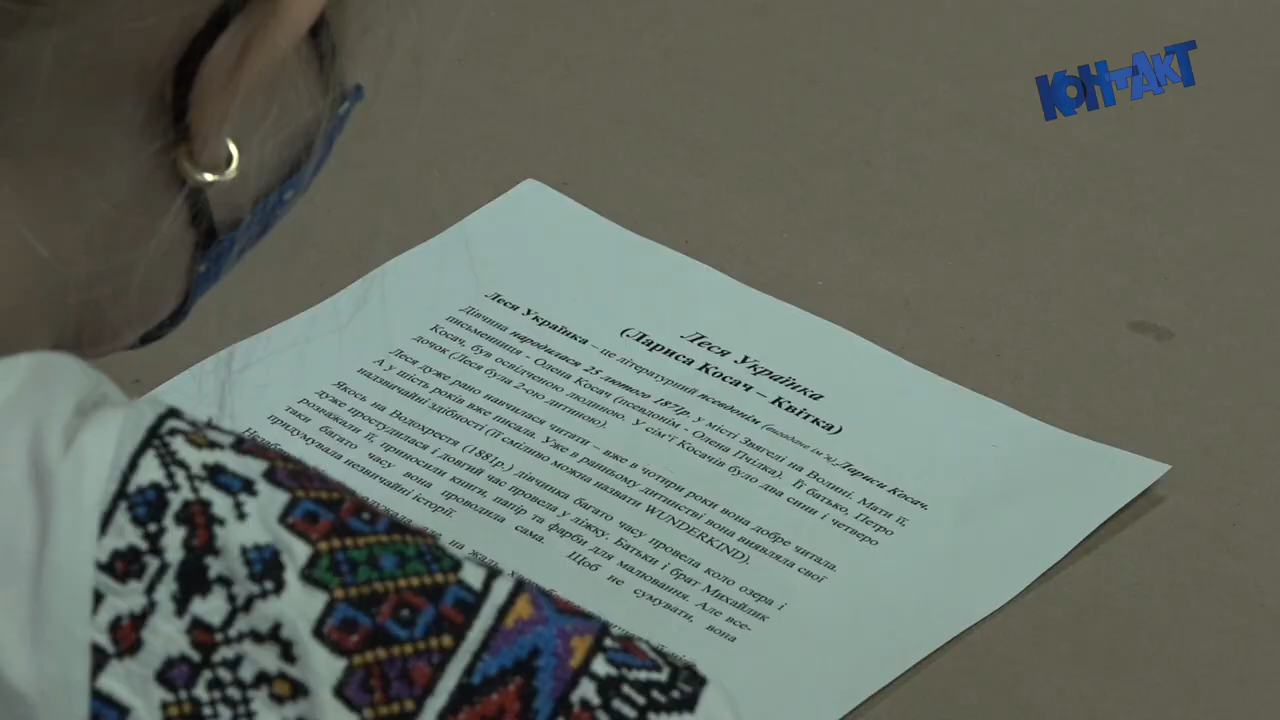 КОНТАКТ
Леся Українка
(Лариса Косач – Квітка)
Леся Українка – це літературний псевдонім (вигадане ім'я) Лариси Косач.
Дівчина народилася 25 лютого 1871р. у місті Звягелі на Волині. Мати її,
письменниця - Олена Косач (псевдонім - Олена Пчілка). Її батько, Петро
Косач, був освідченою людиною. У сім'ї Косачів було два сини і четверо
дочок (Леся була 2-ою дитиною).
Леся дуже рано навчилася читати – вже в чотири роки вона добре читала.
А у шість років вже писала. Уже в ранньому дитинстві вона виявляла свої
надзвичайні здібності (її сміливо можна назвати WUNDERKIND).
Якось на Водохрестя (1881р.) дівчинка багато часу провела коло озера і
дуже простудилася і довгий час провела у ліжку. Батьки і брат Михайлик
розважали її, приносили книги, папір та фарби для малювання. Але все-
таки багато часу вона проводила сама. Щоб не сумувати, вона
придумувала незвичайні історії.
на жаль,